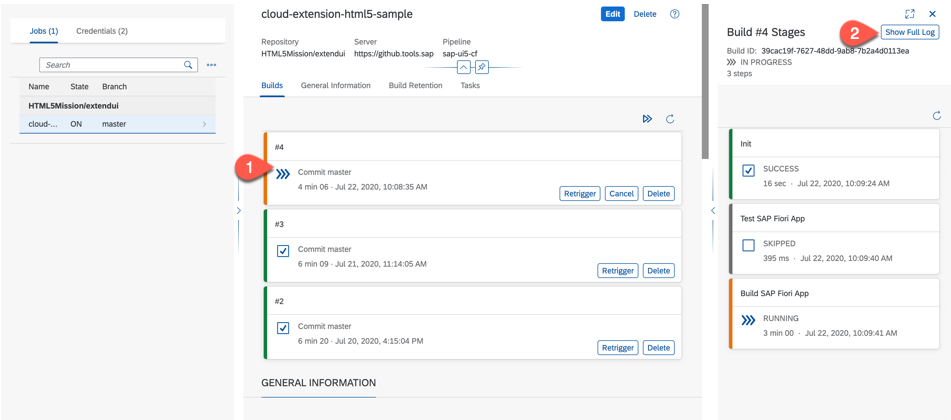 Jobs (1)
Credentials (2)
Search
Name State Branch
HTML5Mission/extendui
cloud-... ON master
cloud-extension-html5-sample
Edit Delete
Repository Server Pipeline
HTML5Mission/extendui https://github.tools.sap sap-ui5-cf
Builds General Information Build Retention Tasks
1
#4
Commit master
4 min 06 · Jul 22, 2020, 10:08:35 AM
Retrigger Cancel Delete
#3
Commit master
6 min 09 · Jul 21, 2020, 11:14:05 AM
Retrigger Delete
#2
Commit master
6 min 20 · Jul 20, 2020, 4:15:04 PM
Retrigger Delete
GENERAL INFORMATION
Build #4 Stages
2
Show Full Log
Build ID: 39cac19f-7627-48dd-9ab8-7b2a4d0113ea
IN PROGRESS
3 steps
Init
SUCCESS
16 sec · Jul 22, 2020, 10:09:24 AM
Test SAP Fiori App
SKIPPED
395 ms · Jul 22, 2020, 10:09:40 AM
Build SAP Fiori App
RUNNING
3 min 00 · Jul 22, 2020, 10:09:41 AM